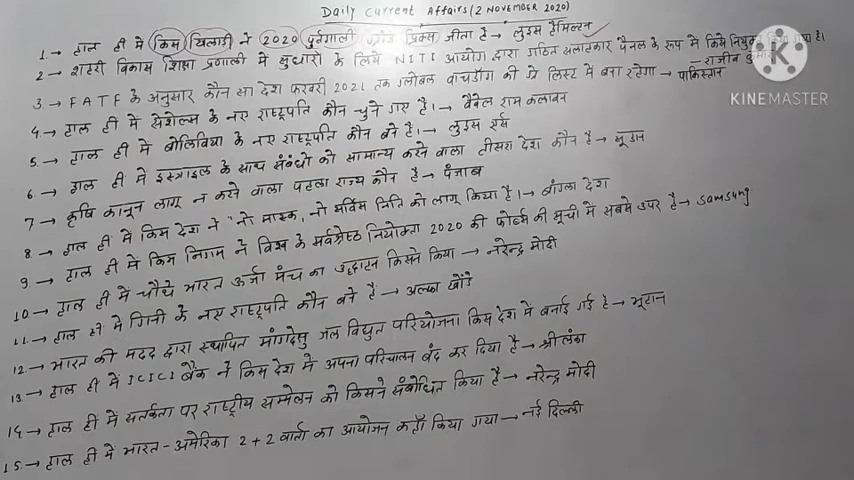 Daily Current Affairs (2 NOVEMBER 2020)
1.→ हाल ही में किस खिलाड़ी ने 2020 पुर्तगाली ग्रांड प्रिक्स जीता है → लुइस हैमिल्टन
2 → शहरी विकास शिक्षा प्रणाली में सुधारों के लिये NITI आयोग द्वारा गठित सलाहकार पैनल के रूप में किसे नियुक्त किया गया है।
राजीव
3.→ FATF के अनुसार कौन सा देश फरवरी 2021 तक ग्लोबल वाचडॉग की ग्रे लिस्ट में बना रहेगा → पाकिस्तान
4.→ हाल ही में सेशेल्स के नए राष्ट्रपति कौन चुने गए है।→ वैवेल राम कलावन
5.→ हाल ही में बोलिविया के नए राष्ट्रपति कौन बने है।→ लुइस एर्स
6 → हाल ही में इस्त्राइल के साथ संबंधो को सामान्य करने वाला तीसरा देश कौन है → सूडान
7 → कृषि कानून लागू न करने वाला पहला राज्य कौन है → पंजाब
8 → हाल ही में किस देश ने "नो मास्क, नो सर्विस निति को लागू किया है।→ बांग्ला देश
9 → हाल ही में किस निगम ने विश्व के सर्वश्रेष्ठ नियोक्ता 2020 की फोर्ब्स की सूची में सबसे उपर है → Samsung
10 → हाल ही में चौथे भारत ऊर्जा मंच का उद्घाटन किसने किया → नरेन्द्र मोदी
11.→ हाल ही में गिनी के नए राष्ट्रपति कौन बने है → अल्फा कोंडे
12.→ भारत की मदद द्वारा स्थापित मांगदेछु जल विद्युत परियोजना किस देश में बनाई गई है → भूटान
13 → हाल ही में ICICI बैंक ने किस देश में अपना परिचालन बंद कर दिया है → श्री लंका
14 → हाल ही में सतर्कता पर राष्ट्रीय सम्मेलन को किसने संबोधित किया है → नरेन्द्र मोदी
15.→ हाल ही में भारत - अमेरिका 2+2 वार्ता का आयोजन कहाँ किया गया → नई दिल्ली
KINEMASTER